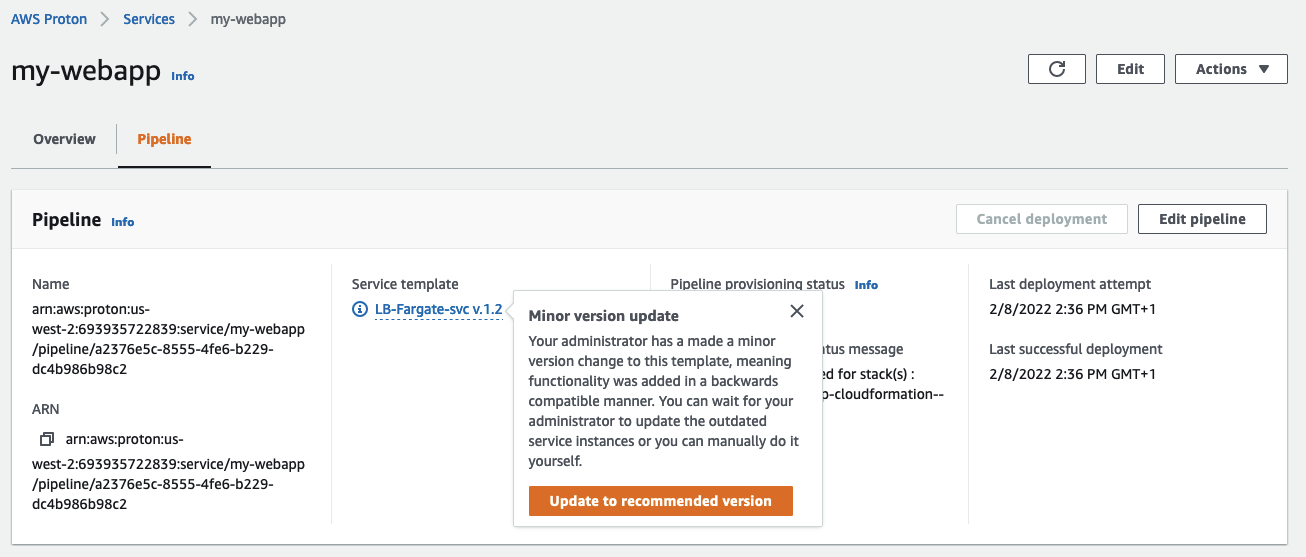 AWS Proton Services my-webapp
my-webapp Info
Edit
Actions
Overview
Pipeline
Pipeline Info
Cancel deployment
Edit pipeline
Name
arn:aws:proton:us-
west-2:693935722839:service/my-webapp
/pipeline/a2376e5c-8555-4fe6-b229-
dc4b986b98c2
ARN
arn:aws:proton:us-
west-2:693935722839:service/my-webapp
/pipeline/a2376e5c-8555-4fe6-b229-
dc4b986b98c2
Service template
LB-Fargate-svc v.1.2
Minor version update
Your administrator has a made a minor
version change to this template, meaning
functionality was added in a backwards
compatible manner. You can wait for your
administrator to update the outdated
service instances or you can manually do it
yourself.
Update to recommended version
Pipeline provisioning status Info
message
for stack(s) :
-cloudformation--
Last deployment attempt
2/8/2022 2:36 PM GMT+1
Last successful deployment
2/8/2022 2:36 PM GMT+1